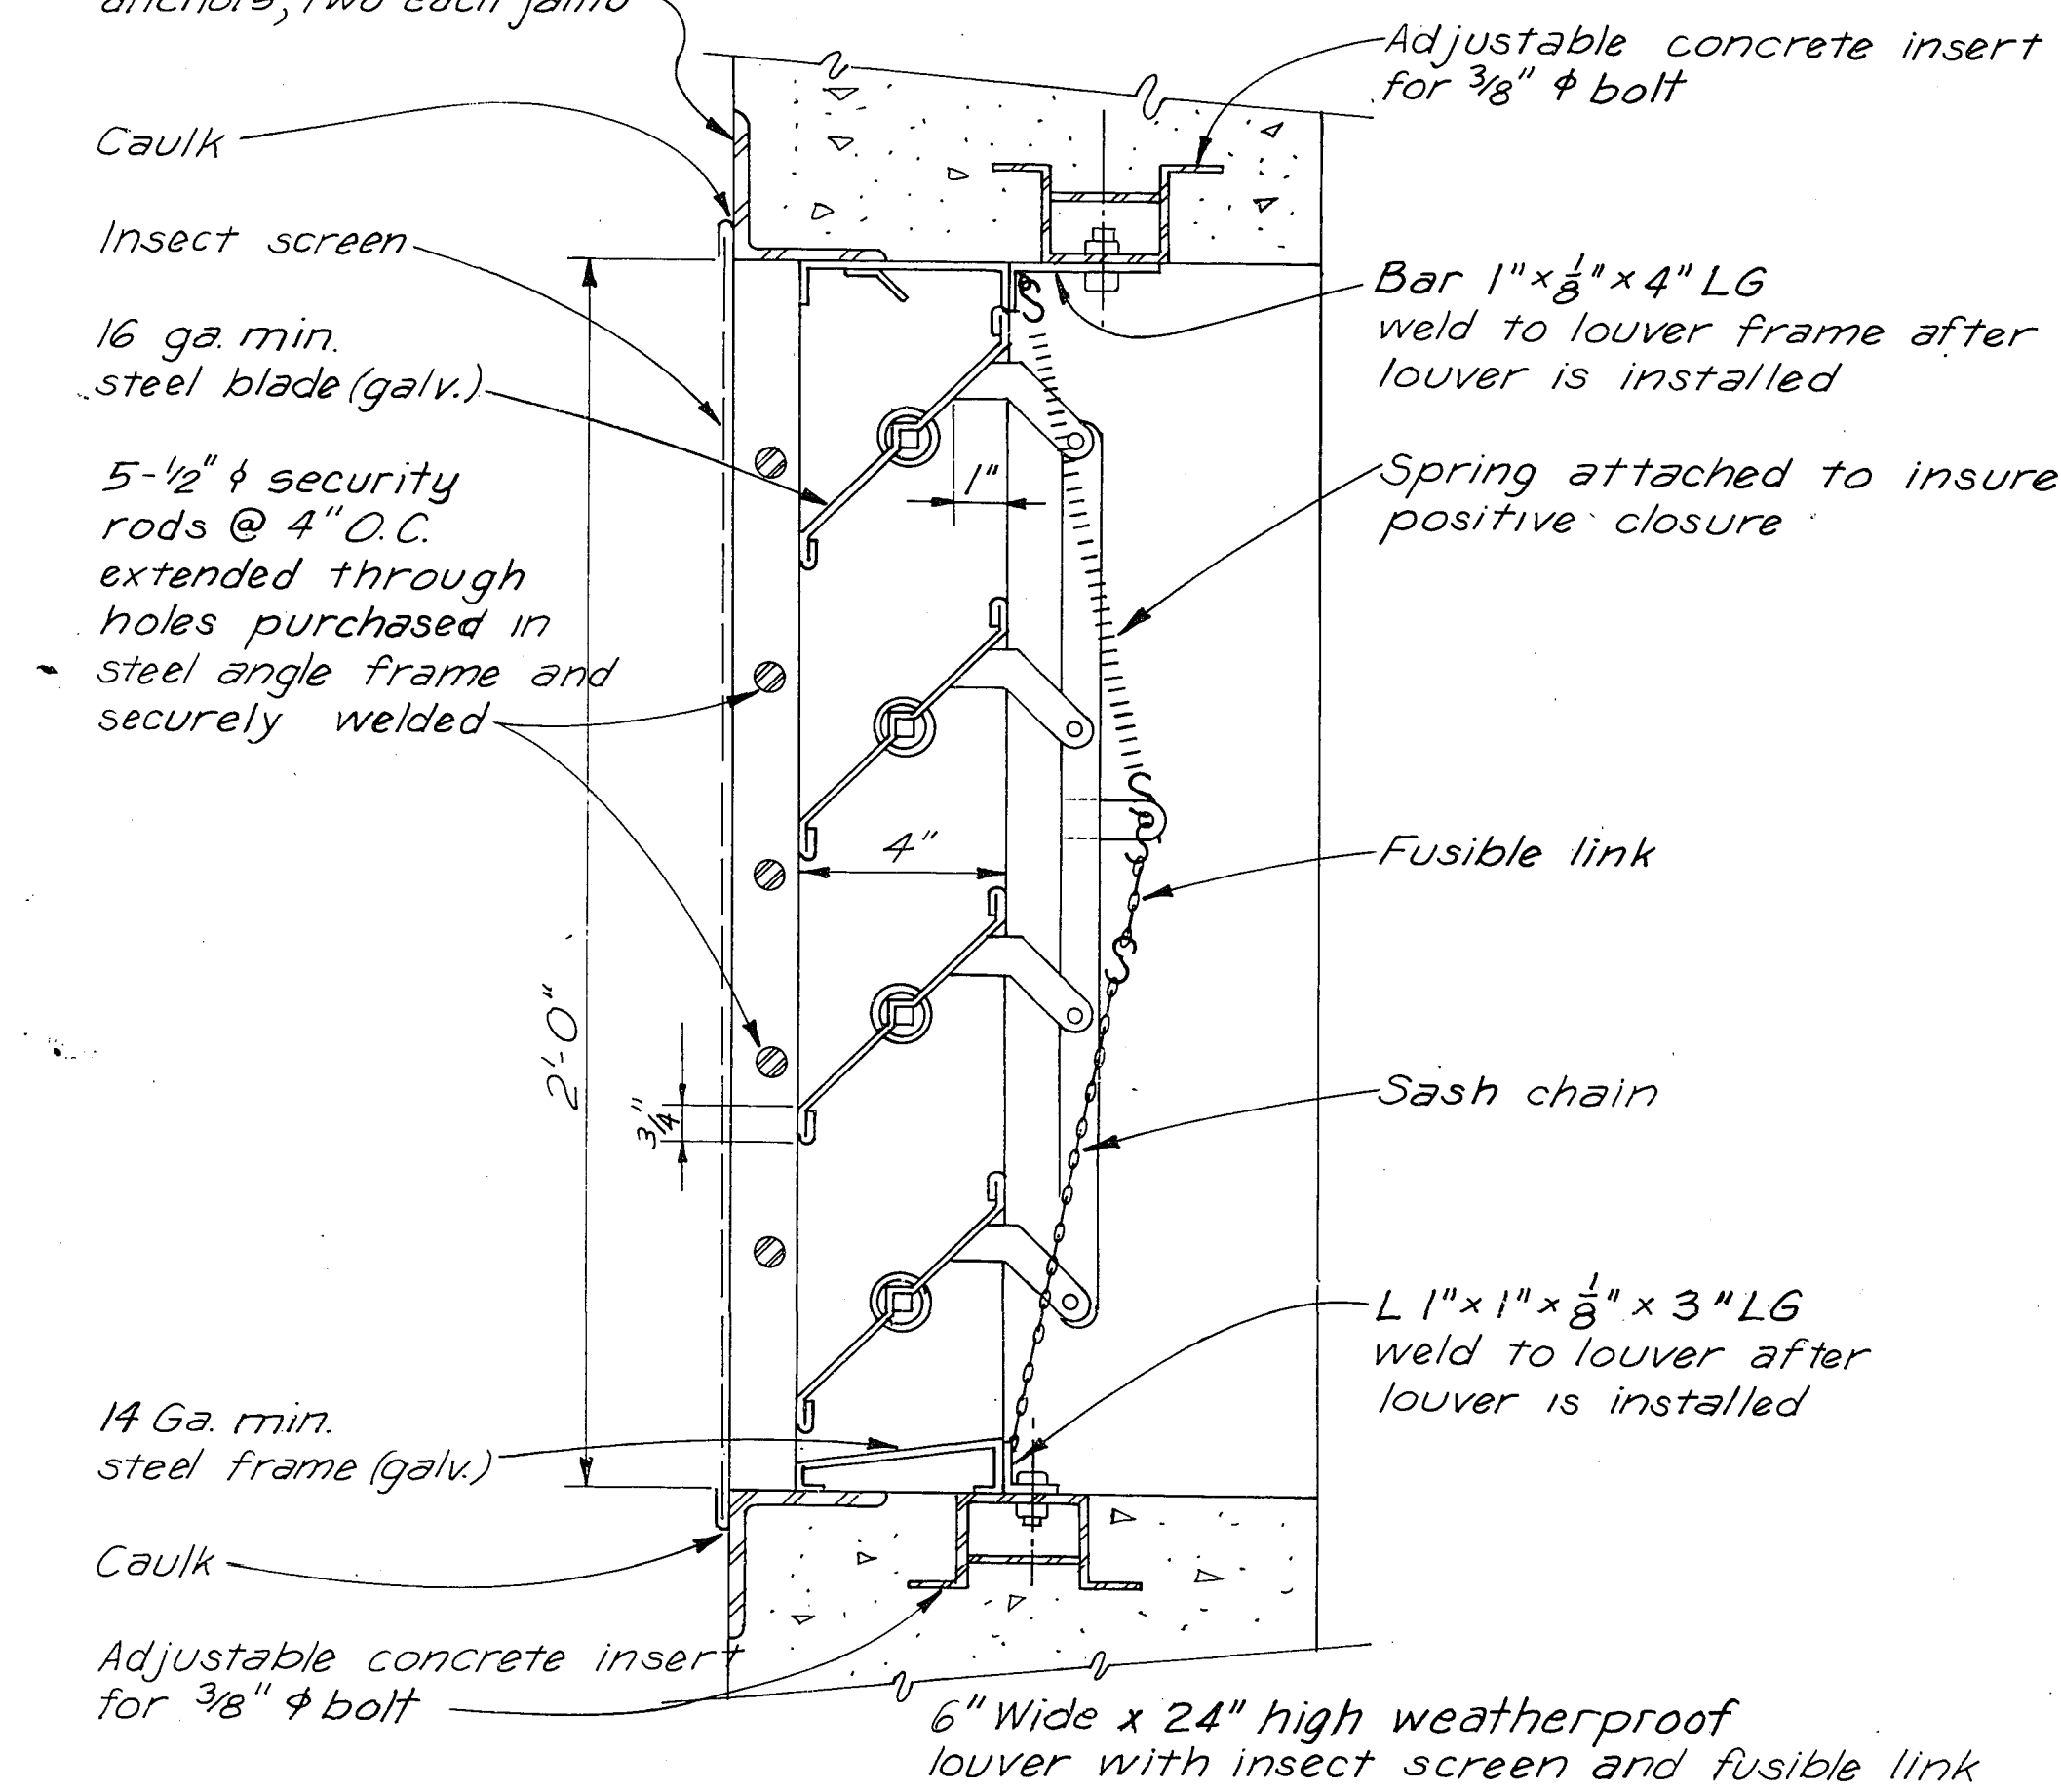 anchors, two each jamb
Caulk
Insect screen
16 ga. min.
steel blade (galv.)
5-1/2" ϕ security
rods @ 4" O.C.
extended through
holes purchased in
steel angle frame and
securely welded
2'-0"
3/4"
14 Ga. min.
steel frame (galv.)
Caulk
Adjustable concrete insert
for 3/8" ϕ bolt
1"
4"
Adjustable concrete insert
for 3/8" ϕ bolt
Bar 1" x 1/8" x 4" LG
weld to louver frame after
louver is installed
Spring attached to insure
positive closure
Fusible link
Sash chain
L 1" x 1" x 1/8" x 3" LG
weld to louver after
louver is installed
6" Wide x 24" high weatherproof
louver with insect screen and fusible link